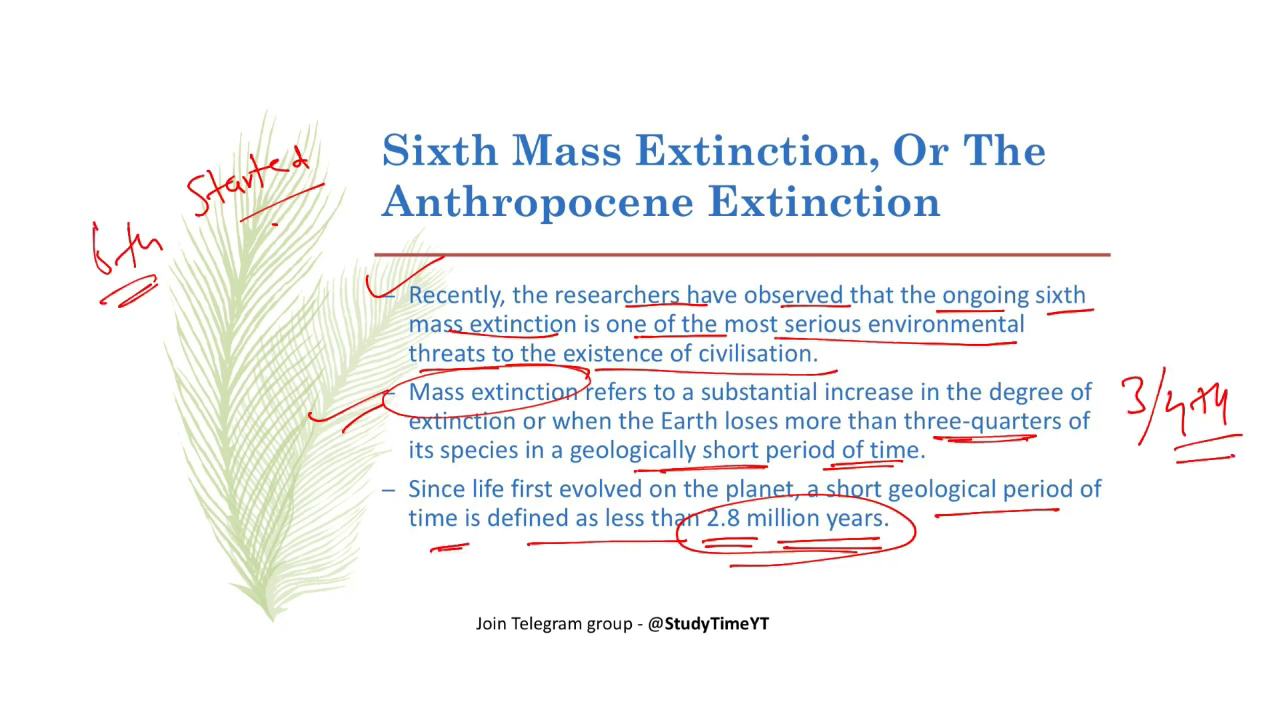 Sixth Mass Extinction, Or The
Anthropocene Extinction
Started
6th
– Recently, the researchers have observed that the ongoing sixth
mass extinction is one of the most serious environmental
threats to the existence of civilisation.
– Mass extinction refers to a substantial increase in the degree of
extinction or when the Earth loses more than three-quarters of
its species in a geologically short period of time.
3/4th
– Since life first evolved on the planet, a short geological period of
time is defined as less than 2.8 million years.
Join Telegram group - @StudyTimeYT